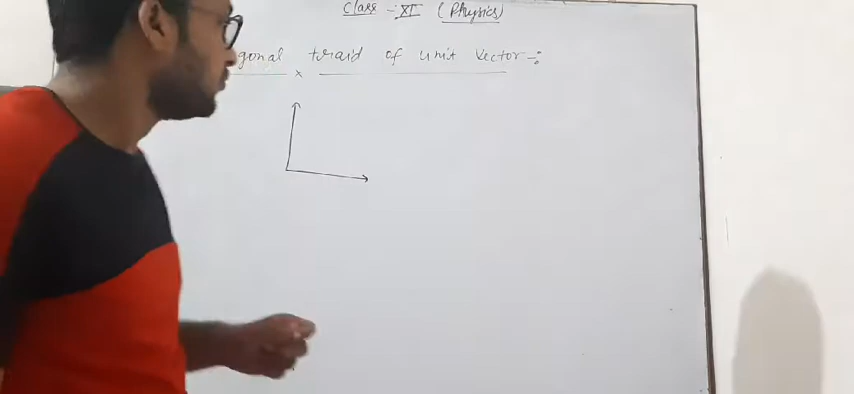 Class - XI (Physics)
gonal traid of unit vector :-